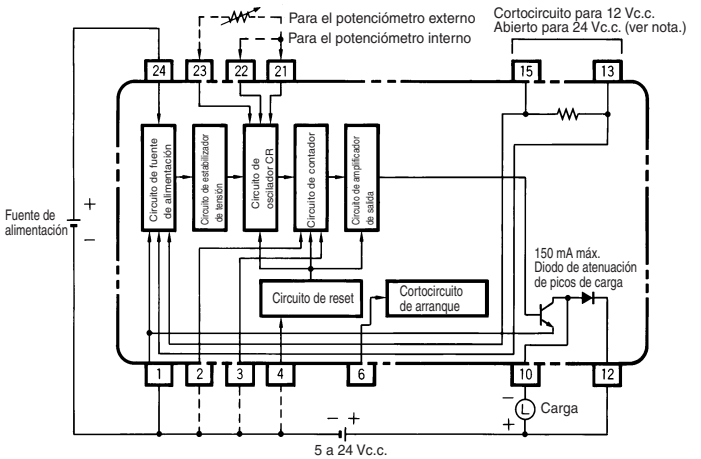 Para el potenciómetro externo
Para el potenciómetro interno
Cortocircuito para 12 Vc.c.
Abierto para 24 Vc.c. (ver nota.)
24
23
22
21
15
13
Circuito de fuente
de alimentación
Circuito de estabilizador
de tensión
Circuito de
oscilador CR
Circuito de contador
Circuito de amplificador
de salida
Fuente de
alimentación
+
−
150 mA máx.
Diodo de atenuación
de picos de carga
Circuito de reset
Cortocircuito
de arranque
1
2
3
4
6
10
12
−
L
Carga
+
− +
5 a 24 Vc.c.